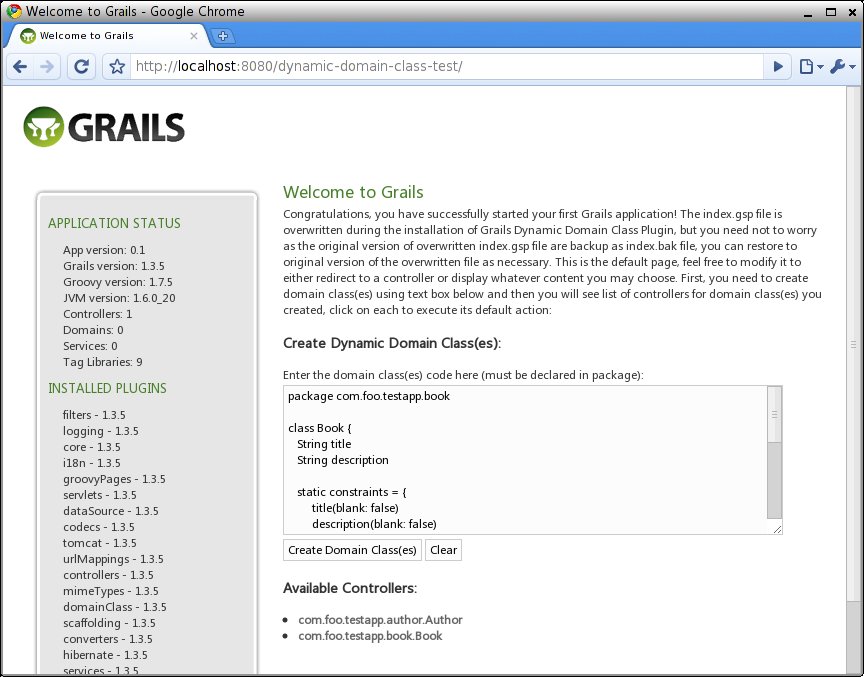 Welcome to Grails - Google Chrome
Welcome to Grails
http://localhost:8080/dynamic-domain-class-test/
GRAILS
APPLICATION STATUS
App version: 0.1
Grails version: 1.3.5
Groovy version: 1.7.5
JVM version: 1.6.0_20
Controllers: 1
Domains: 0
Services: 0
Tag Libraries: 9
INSTALLED PLUGINS
filters - 1.3.5
logging - 1.3.5
core - 1.3.5
i18n - 1.3.5
groovyPages - 1.3.5
servlets - 1.3.5
dataSource - 1.3.5
codecs - 1.3.5
tomcat - 1.3.5
urlMappings - 1.3.5
controllers - 1.3.5
mimeTypes - 1.3.5
domainClass - 1.3.5
scaffolding - 1.3.5
converters - 1.3.5
hibernate - 1.3.5
services - 1.3.5
Welcome to Grails
Congratulations, you have successfully started your first Grails application! The index.gsp file is
overwritten during the installation of Grails Dynamic Domain Class Plugin, but you need not to worry
as the original version of overwritten index.gsp file are backup as index.bak file, you can restore to
original version of the overwritten file as necessary. This is the default page, feel free to modify it to
either redirect to a controller or display whatever content you may choose. First, you need to create
domain class(es) using text box below and then you will see list of controllers for domain class(es) you
created, click on each to execute its default action:
Create Dynamic Domain Class(es):
Enter the domain class(es) code here (must be declared in package):
package com.foo.testapp.book
class Book {
String title
String description
static constraints = {
title(blank: false)
description(blank: false)
Create Domain Class(es) Clear
Available Controllers:
com.foo.testapp.author.Author
com.foo.testapp.book.Book